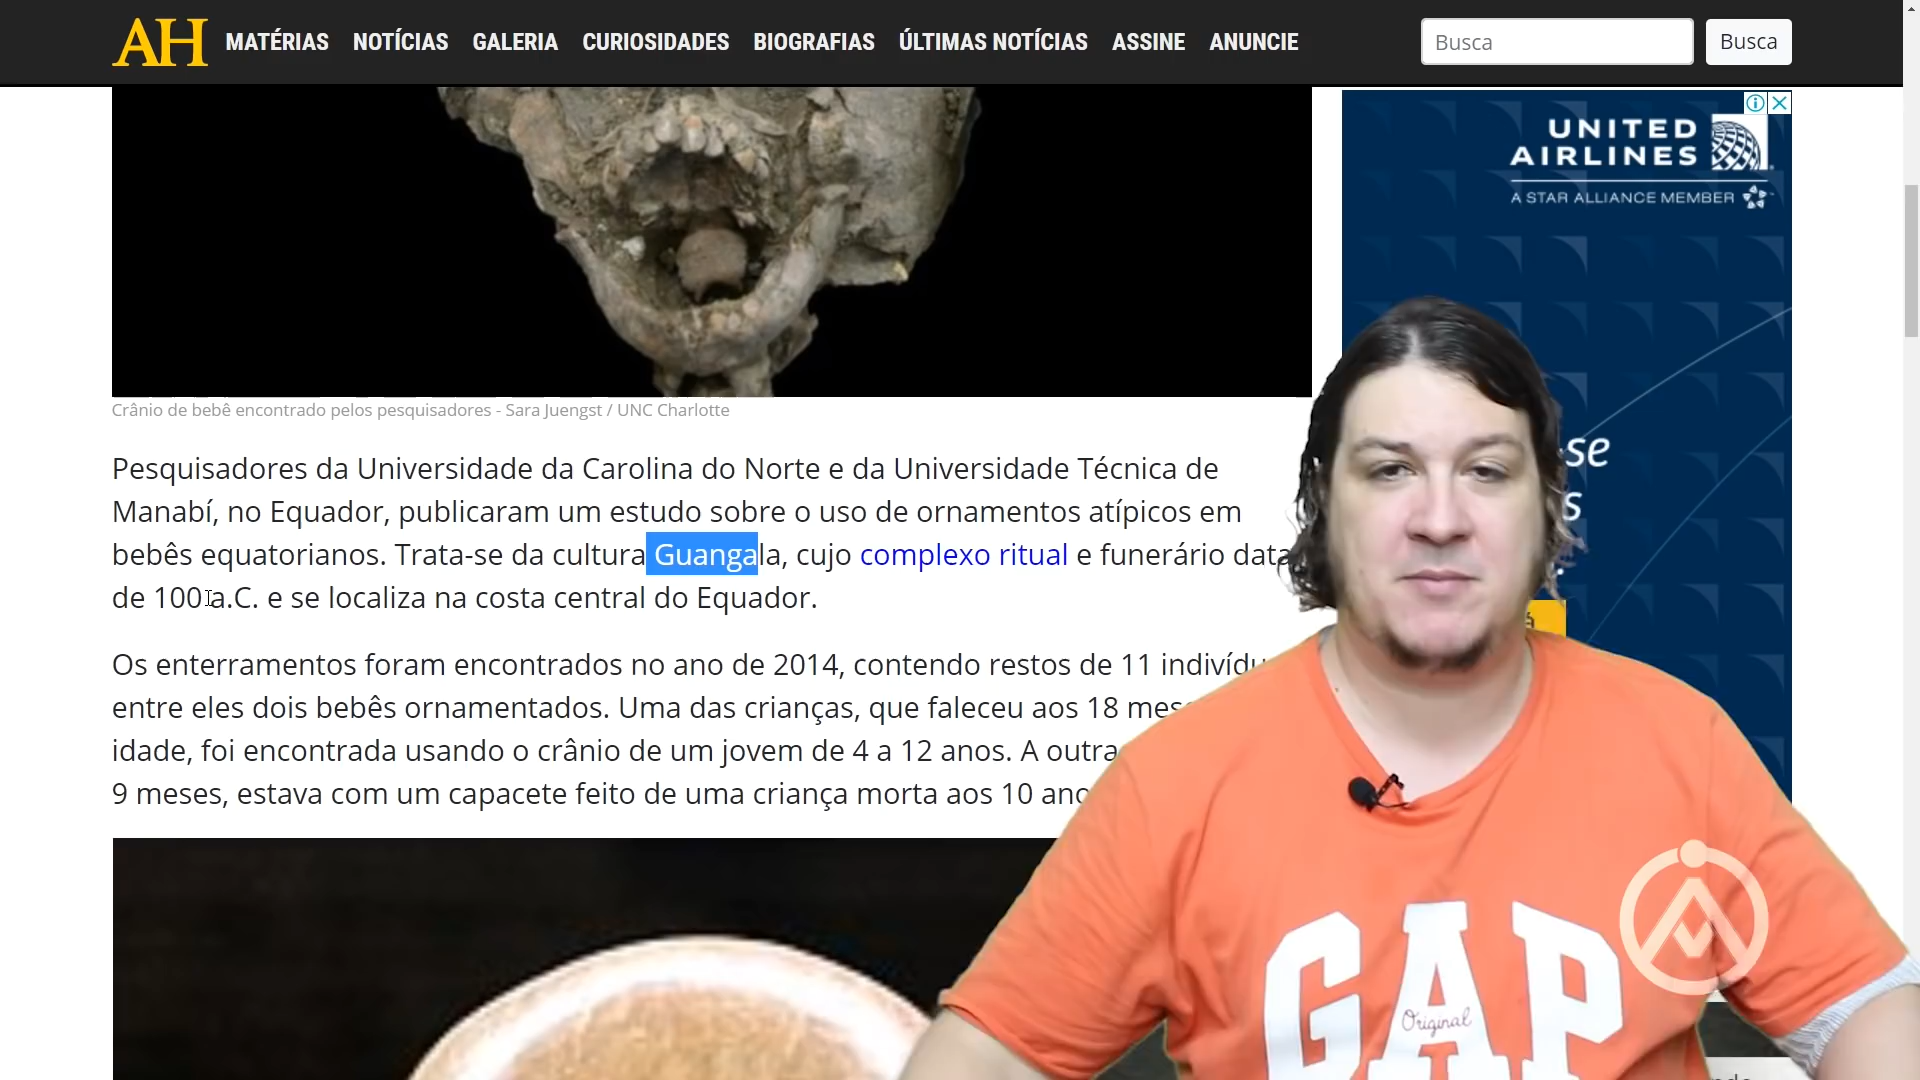 AH MATÉRIAS NOTÍCIAS GALERIA CURIOSIDADES BIOGRAFIAS ÚLTIMAS NOTÍCIAS ASSINE ANUNCIE Busca Busca
UNITED
AIRLINES
A STAR ALLIANCE MEMBER
Crânio de bebê encontrado pelos pesquisadores - Sara Juengst / UNC Charlotte
Pesquisadores da Universidade da Carolina do Norte e da Universidade Técnica de
Manabí, no Equador, publicaram um estudo sobre o uso de ornamentos atípicos em
bebês equatorianos. Trata-se da cultura Guangala, cujo complexo ritual e funerário data
de 100 a.C. e se localiza na costa central do Equador.
Os enterramentos foram encontrados no ano de 2014, contendo restos de 11
entre eles dois bebês ornamentados. Uma das crianças, que faleceu aos 18
idade, foi encontrada usando o crânio de um jovem de 4 a 12 anos. A outra
9 meses, estava com um capacete feito de uma criança morta aos 10
GAP
Original